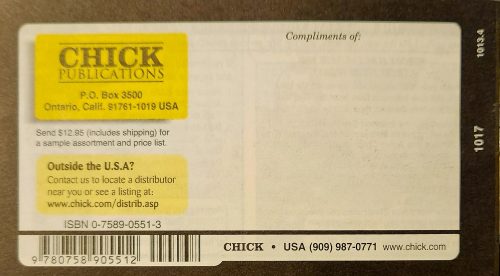 CHICK
PUBLICATIONS
P.O. Box 3500
Ontario, Calif. 91761-1019 USA
Send $12.95 (includes shipping) for
a sample assortment and price list.
Outside the U.S.A?
Contact us to locate a distributor
near you or see a listing at:
www.chick.com/distrib.asp
ISBN 0-7589-0551-3
9 780758 905512
Compliments of:
CHICK • USA (909) 987-0771 www.chick.com
1013.4
1017